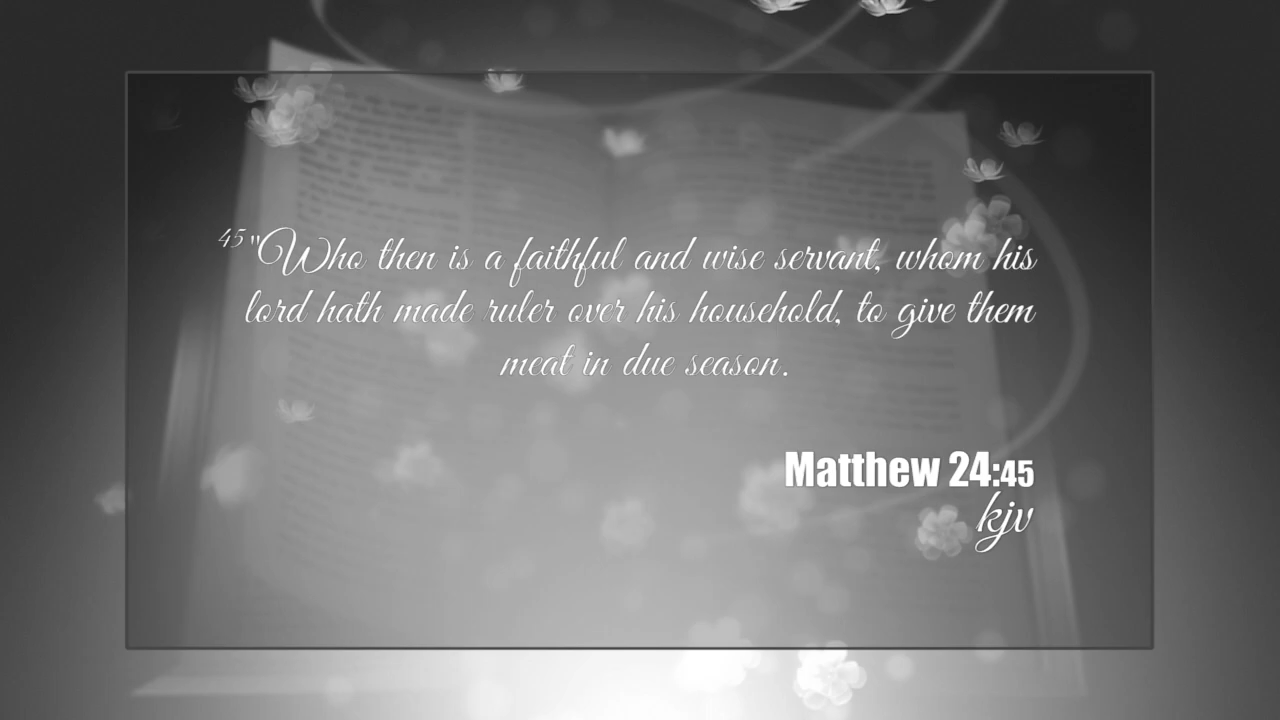 45"Who then is a faithful and wise servant, whom his
lord hath made ruler over his household, to give them
meat in due season.
Matthew 24:45
kjv